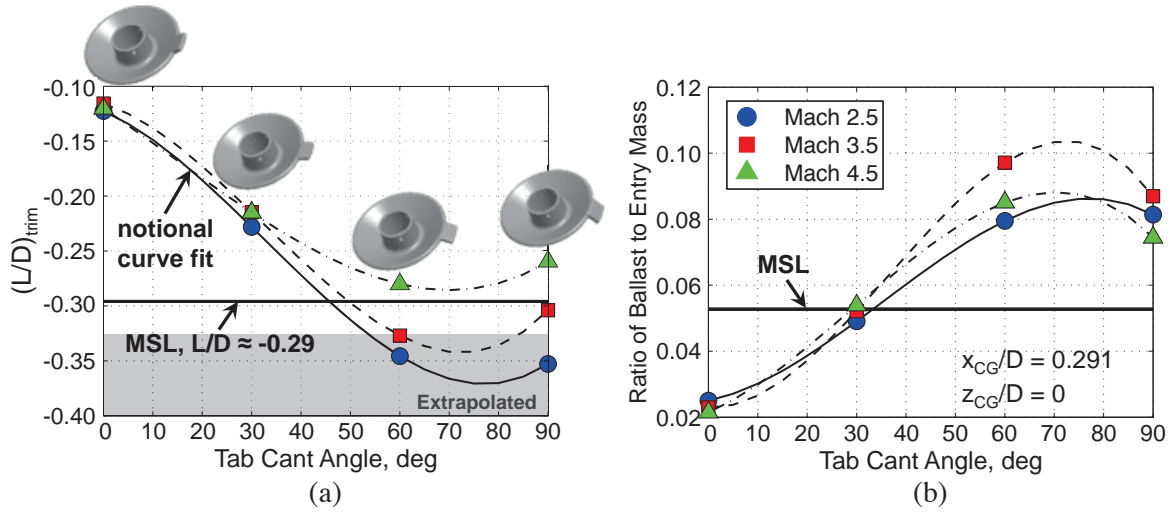 -0.10
-0.15
-0.20
-0.25
-0.30
-0.35
-0.40
(L/D)trim
notional
curve fit
MSL, L/D ≈ -0.29
Extrapolated
0 10 20 30 40 50 60 70 80 90
Tab Cant Angle, deg
(a)
0.12
0.10
0.08
0.06
0.04
0.02
Ratio of Ballast to Entry Mass
Mach 2.5
Mach 3.5
Mach 4.5
MSL
xCG/D = 0.291
zCG/D = 0
0 10 20 30 40 50 60 70 80 90
Tab Cant Angle, deg
(b)